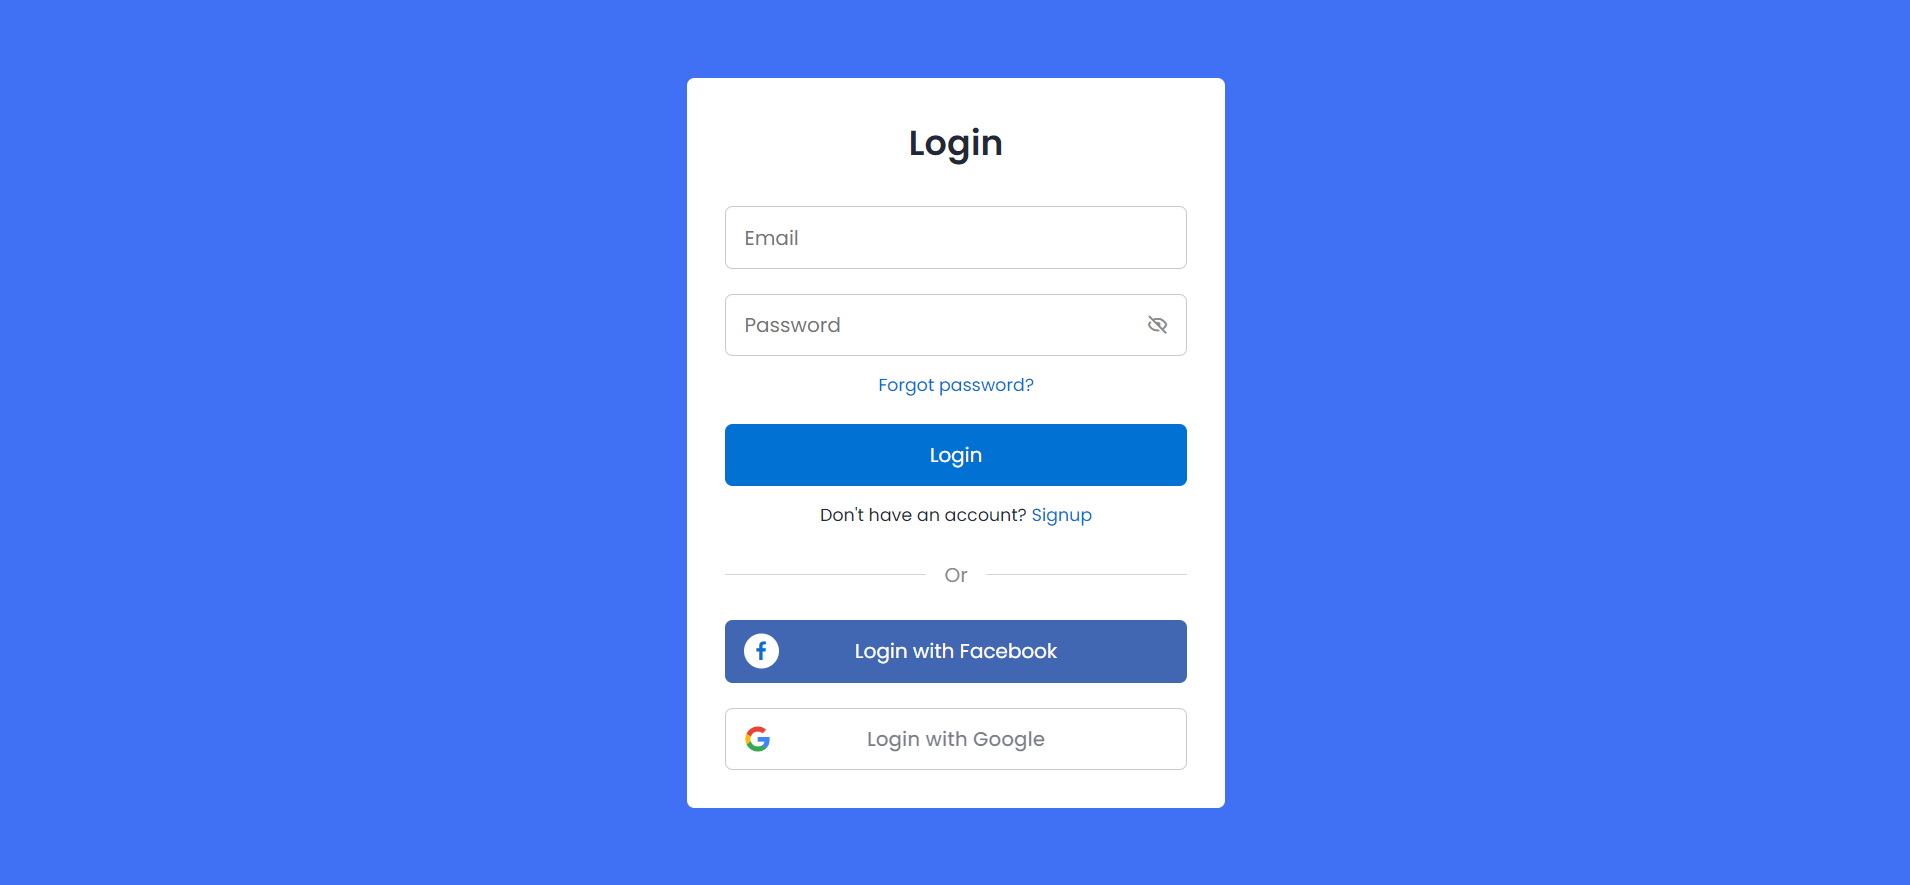 Login
Email
Password
Forgot password?
Login
Don't have an account? Signup
Or
Login with Facebook
Login with Google